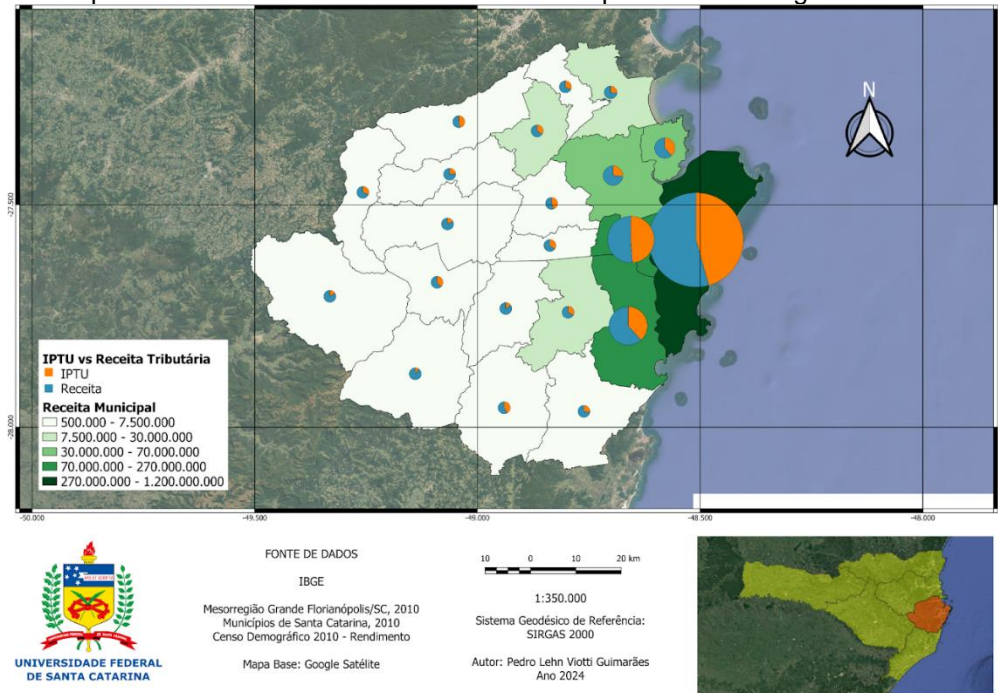 N
-27.500
-28.000
IPTU vs Receita Tributária
IPTU
Receita
Receita Municipal
500.000 - 7.500.000
7.500.000 - 30.000.000
30.000.000 - 70.000.000
70.000.000 - 270.000.000
270.000.000 - 1.200.000.000
-50.000 -49.500 -49.000 -48.500 -48.000
UNIVERSIDADE FEDERAL
DE SANTA CATARINA
FONTE DE DADOS
IBGE
Mesorregião Grande Florianópolis/SC, 2010
Municípios de Santa Catarina, 2010
Censo Demográfico 2010 - Rendimento
Mapa Base: Google Satélite
10 0 10 20 km
1:350.000
Sistema Geodésico de Referência:
SIRGAS 2000
Autor: Pedro Lehn Viotti Guimarães
Ano 2024